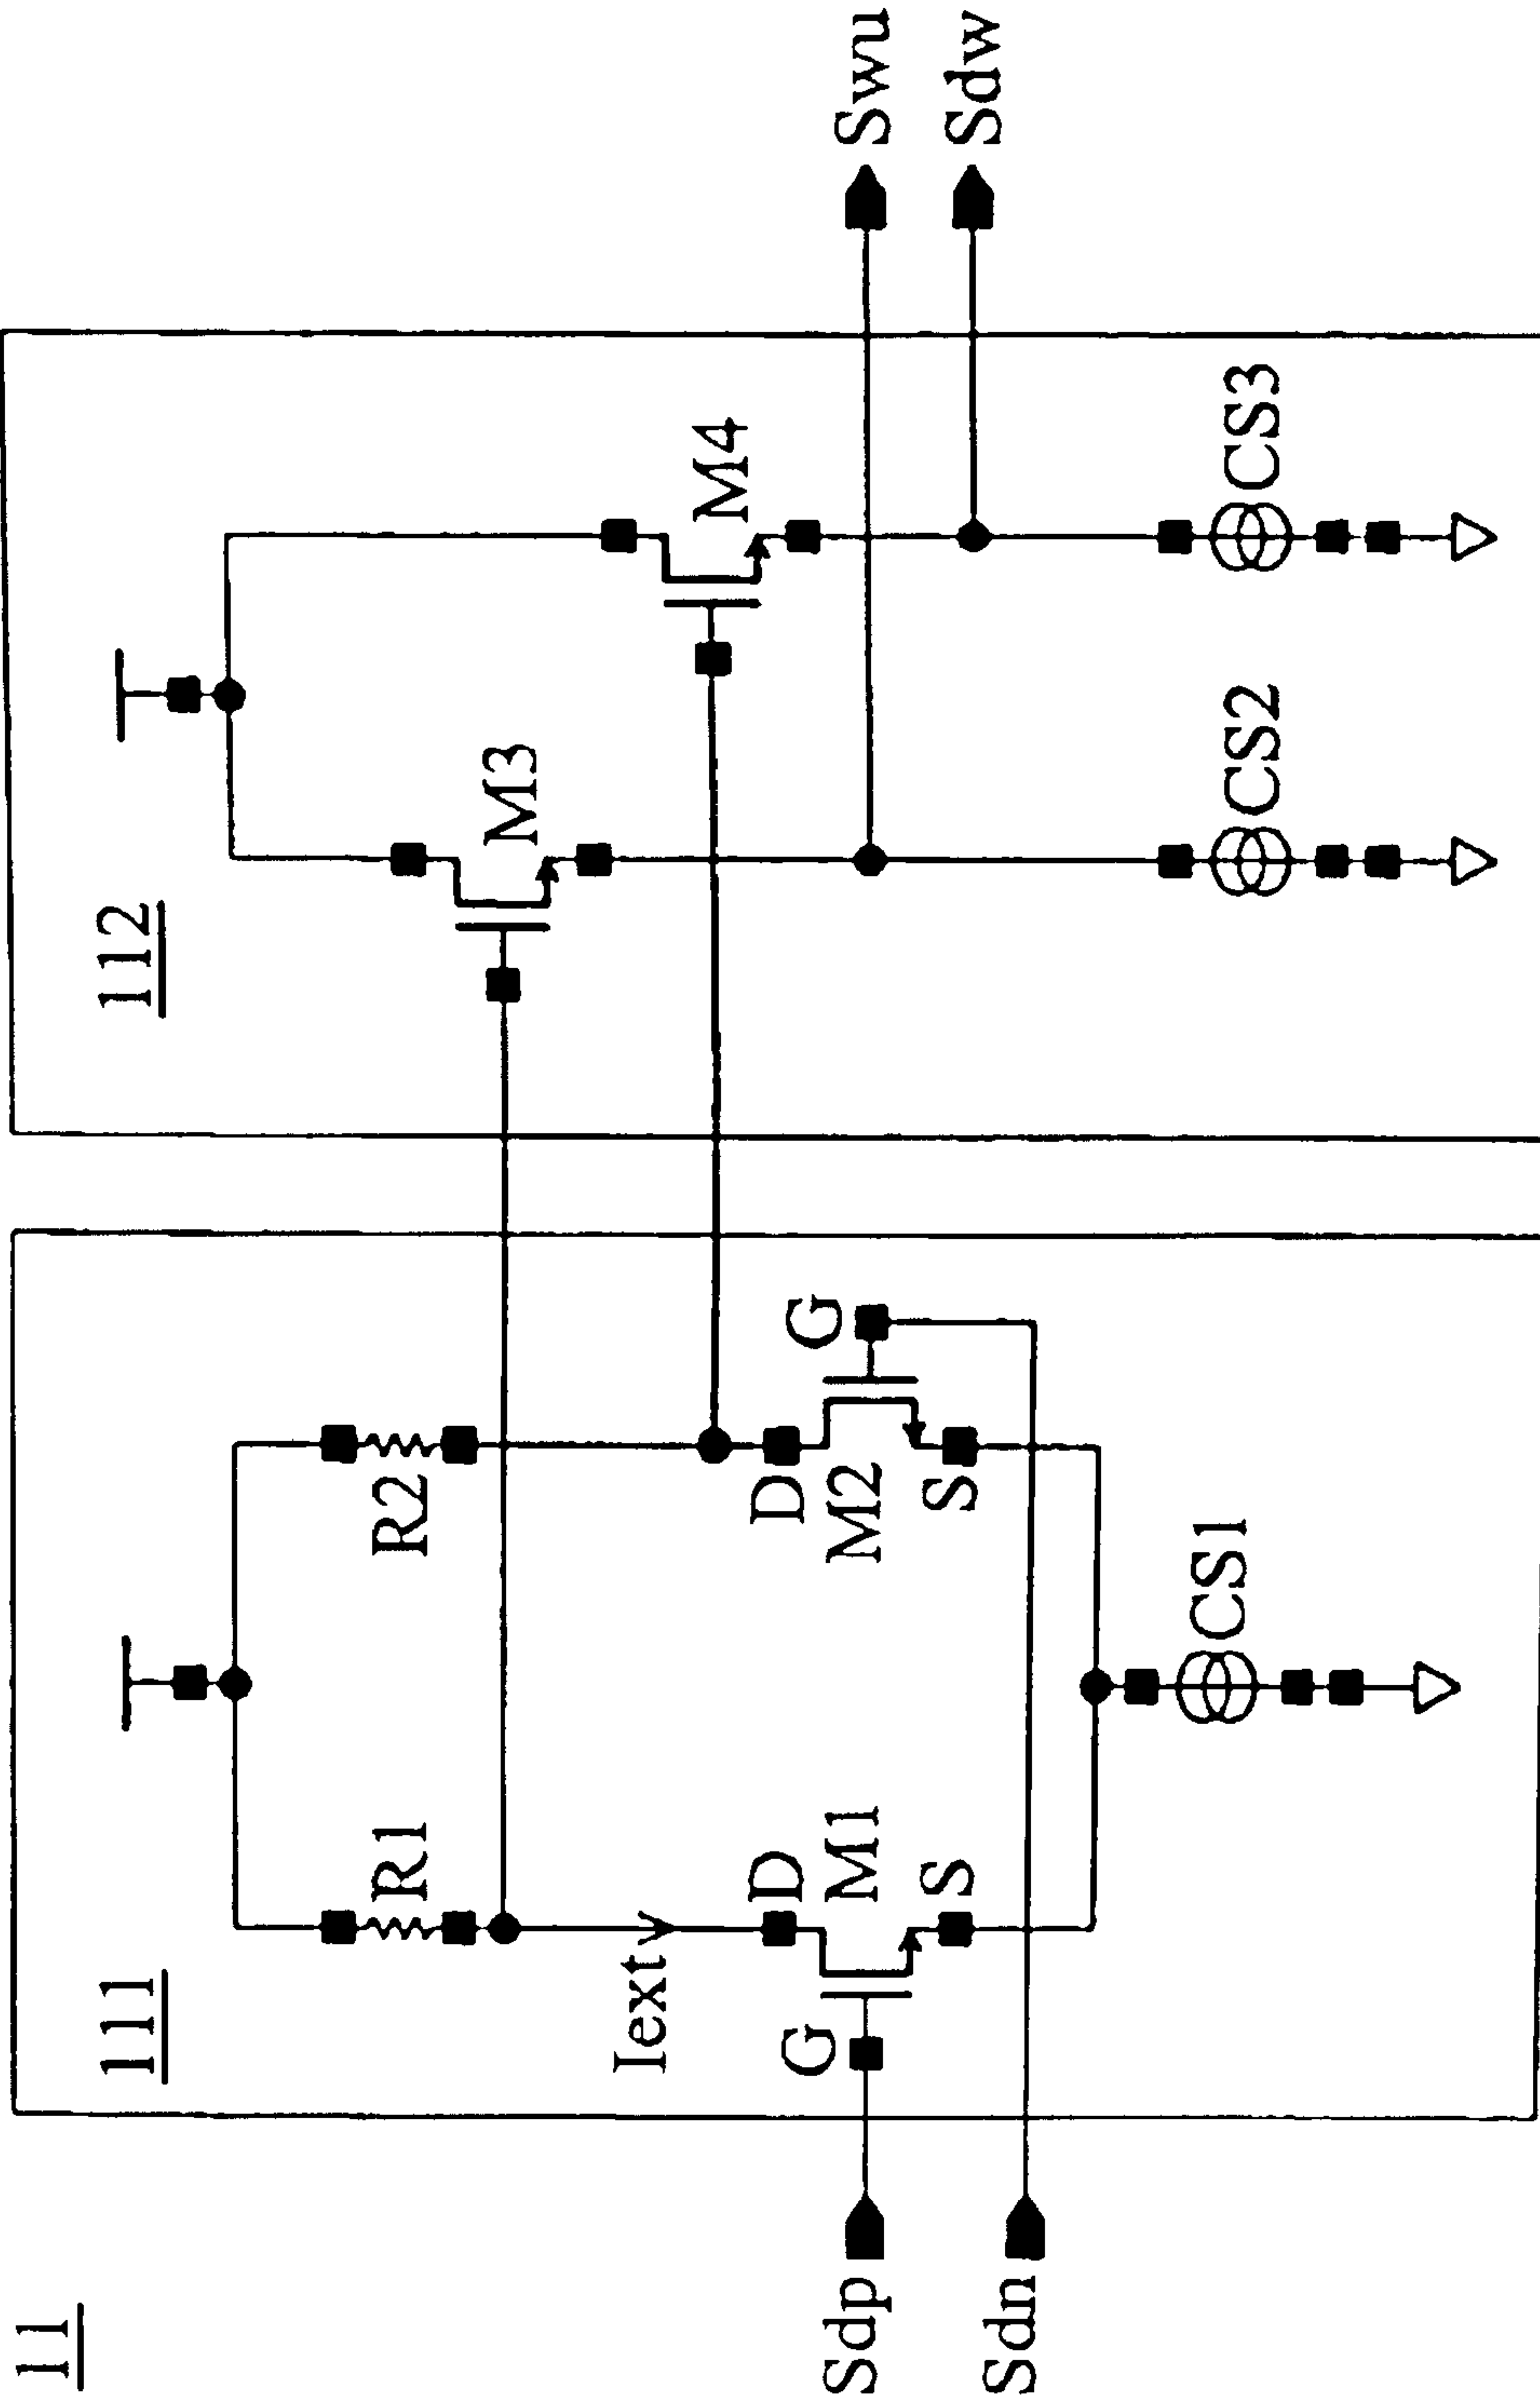 11
111
112
R1
R2
Iext
M3
M4
D
G
M1
G
D
M2
S
S
Sdp
Sdn
CS1
CS2
CS3
Swu
Sdw